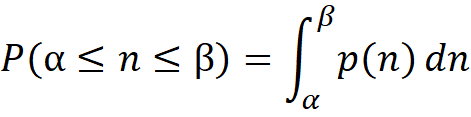 P(α ≤ n ≤ β) = ∫_α^β p(n) dn